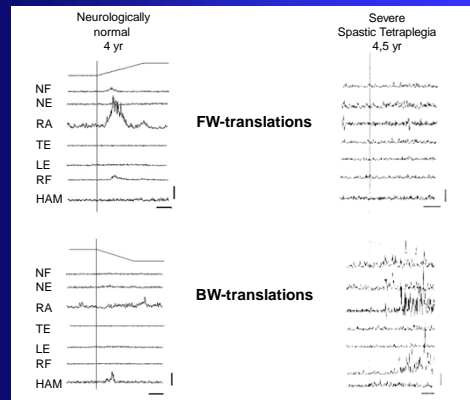 Neurologically
normal
4 yr
Severe
Spastic Tetraplegia
4,5 yr
NF
NE
RA
TE
LE
RF
HAM
FW-translations
NF
NE
RA
TE
LE
RF
HAM
BW-translations